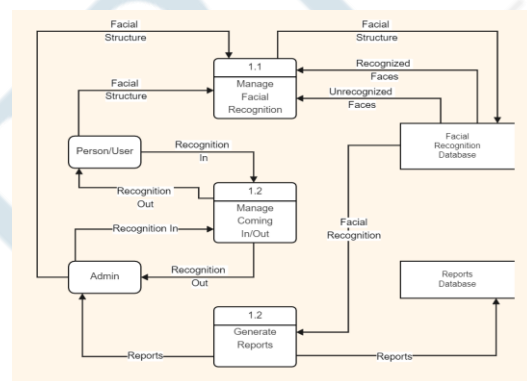 Facial
Structure
Facial
Structure
1.1
Manage
Facial
Recognition
Recognized
Faces
Unrecognized
Faces
Facial
Structure
Person/User
Recognition
In
Facial
Recognition
Database
1.2
Manage
Coming
In/Out
Recognition
Out
Facial
Recognition
Recognition In
Admin
Recognition
Out
Reports
Database
1.2
Generate
Reports
Reports
Reports